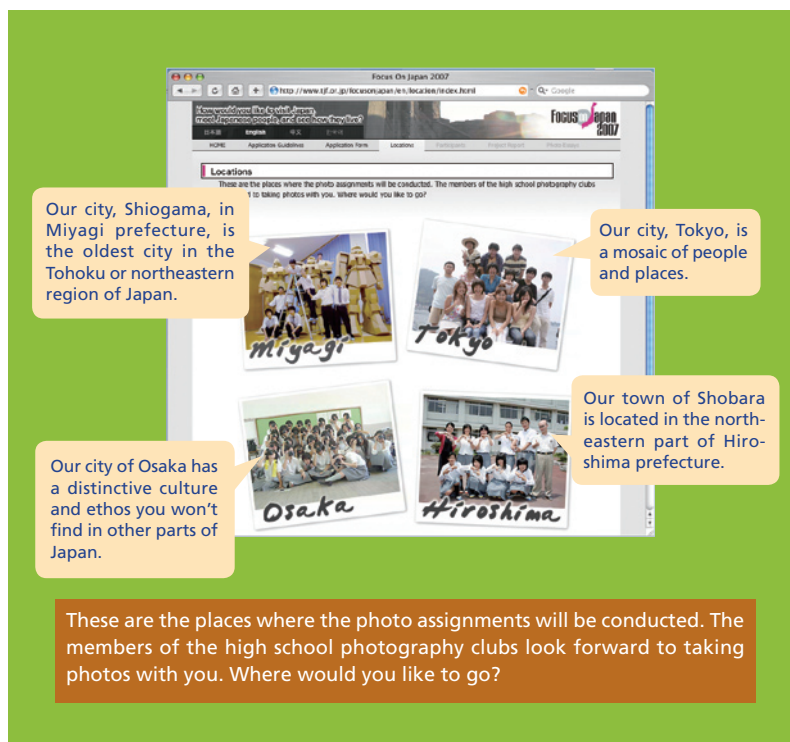 Focus On Japan 2007
http://www.tjf.or.jp/focusonjapan/en/location/index.html
Google
How would you like to visit Japan,
meet Japanese people, and see how they live?
Focus on Japan
2007
日本語 English 中文
HOME Application Guidelines Application Form Locations Participants Project Report Photo Essays
Locations
These are the places where the photo assignments will be conducted. The members of the high school photography clubs
d to taking photos with you. Where would you like to go?
Our city, Shiogama, in
Miyagi prefecture, is
the oldest city in the
Tohoku or northeastern
region of Japan.
Our city, Tokyo, is
a mosaic of people
and places.
Miyagi
Tokyo
Our town of Shobara
is located in the north-
eastern part of Hiro-
shima prefecture.
Our city of Osaka has
a distinctive culture
and ethos you won't
find in other parts of
Japan.
Osaka
Hiroshima
These are the places where the photo assignments will be conducted. The
members of the high school photography clubs look forward to taking
photos with you. Where would you like to go?